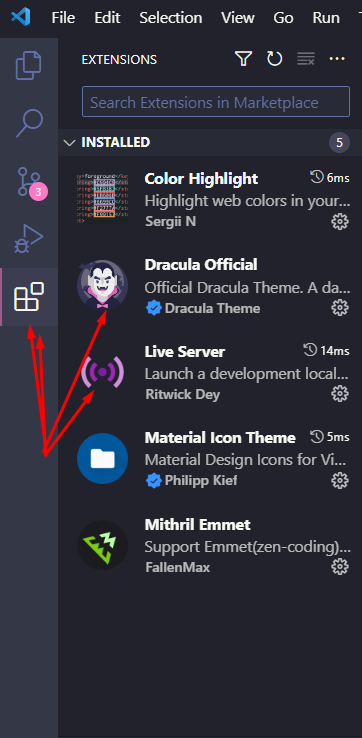 File Edit Selection View Go Run T
EXTENSIONS
Search Extensions in Marketplace
INSTALLED 5
Color Highlight 6ms
Highlight web colors in your...
Sergii N
3
Dracula Official
Official Dracula Theme. A da...
Dracula Theme
Live Server 14ms
Launch a development local...
Ritwick Dey
Material Icon Theme 5ms
Material Design Icons for Vi...
Philipp Kief
Mithril Emmet
Support Emmet(zen-coding)...
FallenMax